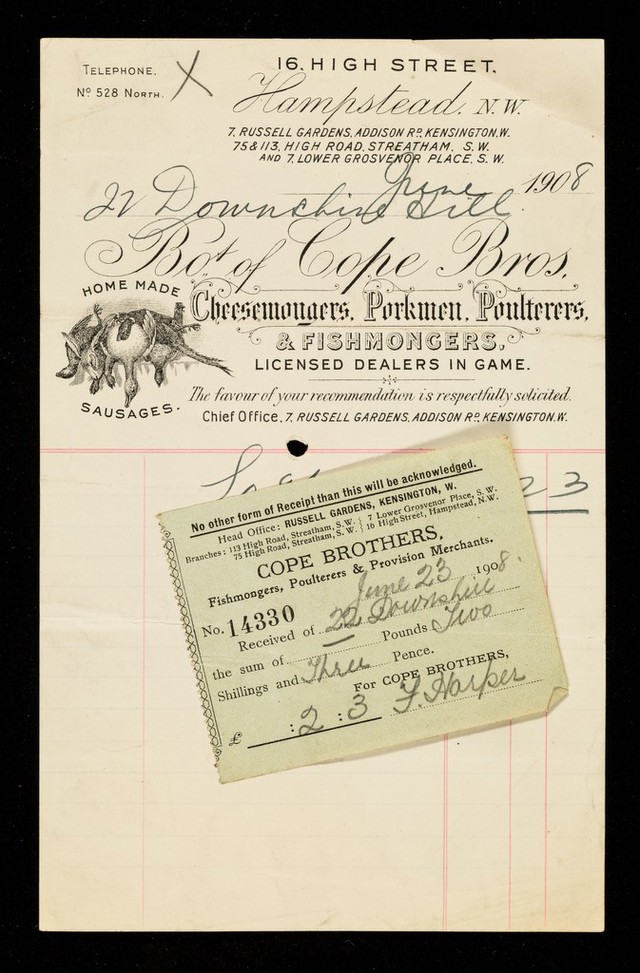 TELEPHONE.
Nº 528 NORTH.
X
16. HIGH STREET.
Hampstead. N.W.
7, RUSSELL GARDENS, ADDISON RD. KENSINGTON, W.
75 & 113, HIGH ROAD, STREATHAM, S.W.
AND 7, LOWER GROSVENOR PLACE, S.W.
June 1908
22 Downshire Hill
Bot. of Cope Bros.
HOME MADE
SAUSAGES.
Cheesemongers, Porkmen, Poulterers,
& FISHMONGERS,
LICENSED DEALERS IN GAME.
The favour of your recommendation is respectfully solicited.
Chief Office, 7, RUSSELL GARDENS, ADDISON RD. KENSINGTON, W.
23
No other form of Receipt than this will be acknowledged.
Head Office: RUSSELL GARDENS, KENSINGTON, W.
Branches: 113 High Road, Streatham, S.W. 7 Lower Grosvenor Place, S.W.
75 High Road, Streatham, S.W. 16 High Street, Hampstead, N.W.
COPE BROTHERS,
Fishmongers, Poulterers & Provision Merchants.
June 23 1908.
No. 14330
Received of 22 Downshill
the sum of Pounds Two
Shillings and Three Pence.
For COPE BROTHERS,
£ : 2 : 3 F. Harper